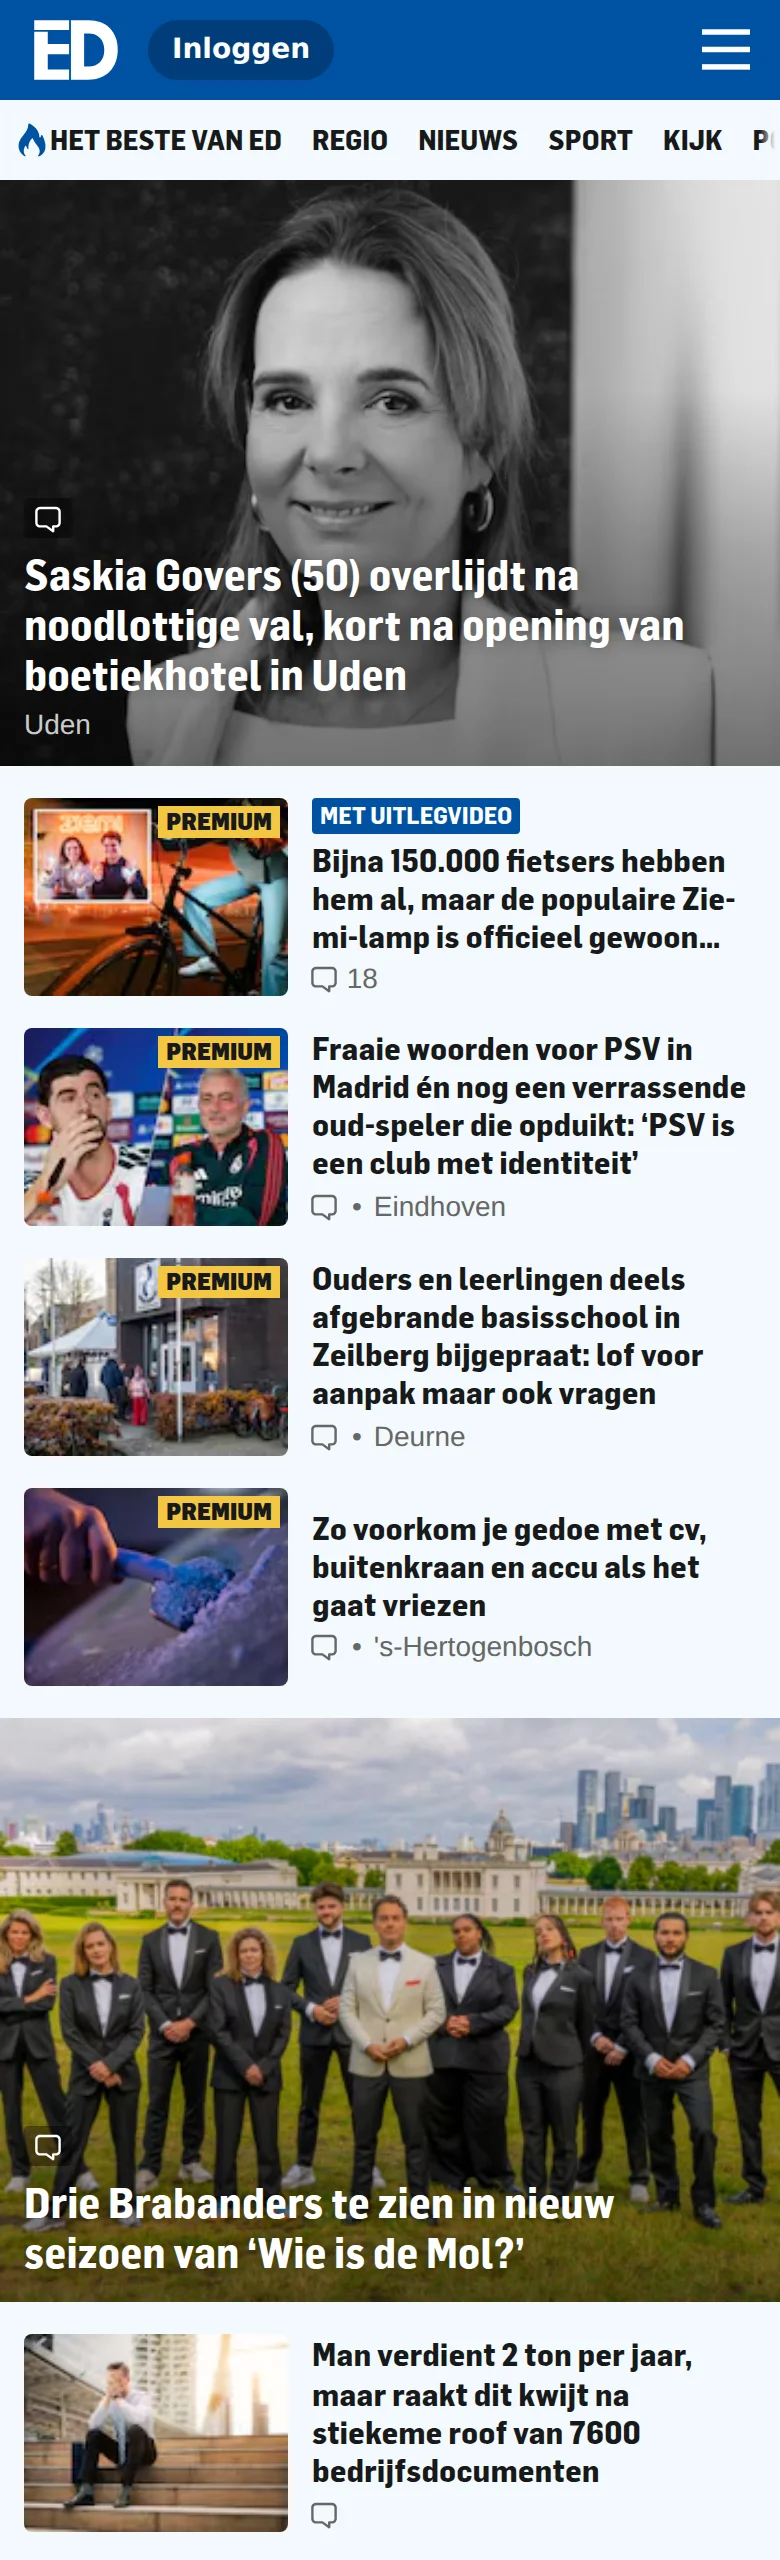 ED
Inloggen
HET BESTE VAN ED REGIO NIEUWS SPORT KIJK
Saskia Govers (50) overlijdt na
noodlottige val, kort na opening van
boetiekhotel in Uden
Uden
PREMIUM
MET UITLEGVIDEO
Bijna 150.000 fietsers hebben
hem al, maar de populaire Zie-
mi-lamp is officieel gewoon...
18
PREMIUM
Fraaie woorden voor PSV in
Madrid én nog een verrassende
oud-speler die opduikt: ‘PSV is
een club met identiteit’
• Eindhoven
PREMIUM
Ouders en leerlingen deels
afgebrande basisschool in
Zeilberg bijgepraat: lof voor
aanpak maar ook vragen
• Deurne
PREMIUM
Zo voorkom je gedoe met cv,
buitenkraan en accu als het
gaat vriezen
• 's-Hertogenbosch
Drie Brabanders te zien in nieuw
seizoen van ‘Wie is de Mol?’
Man verdient 2 ton per jaar,
maar raakt dit kwijt na
stiekeme roof van 7600
bedrijfsdocumenten